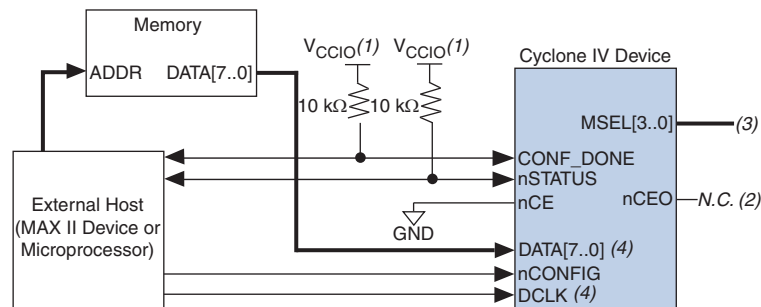 Memory
ADDR DATA[7..0]
VCCIO(1) VCCIO(1)
10 kΩ 10 kΩ
Cyclone IV Device
MSEL[3..0] (3)
CONF_DONE
nSTATUS
nCE nCEO N.C. (2)
GND
External Host
(MAX II Device or
Microprocessor)
DATA[7..0] (4)
nCONFIG
DCLK (4)